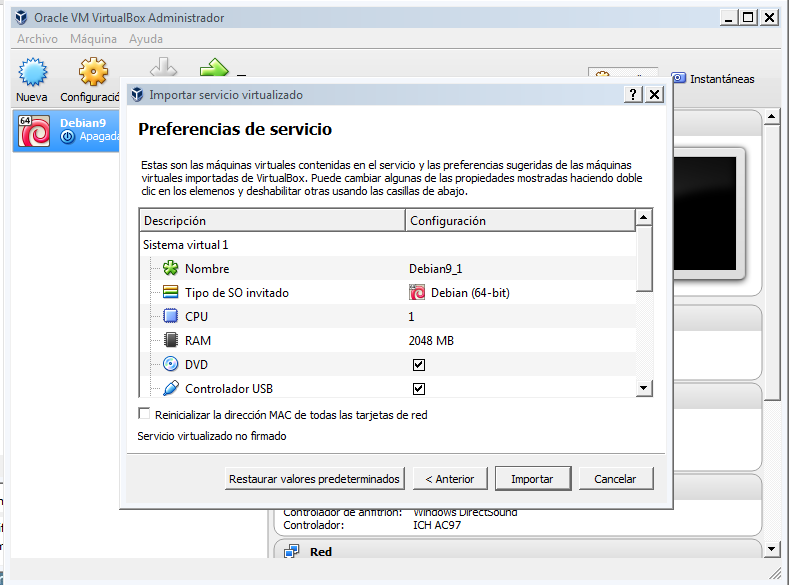 Oracle VM VirtualBox Administrador
Archivo Máquina Ayuda
Nueva
Instantáneas
64
Debian9
Importar servicio virtualizado
Preferencias de servicio
Estas son las máquinas virtuales contenidas en el servicio y las preferencias sugeridas de las máquinas
virtuales importadas de VirtualBox. Puede cambiar algunas de las propiedades mostradas haciendo doble
clic en los elemenos y deshabilitar otras usando las casillas de abajo.
Descripción Configuración
Sistema virtual 1
Nombre Debian9_1
Tipo de SO invitado Debian (64-bit)
CPU 1
RAM 2048 MB
DVD
Controlador USB
Reinicializar la dirección MAC de todas las tarjetas de red
Servicio virtualizado no firmado
Restaurar valores predeterminados < Anterior Importar Cancelar
Controlador de anfitrión: Windows DirectSound
Controlador: ICH AC97
Red